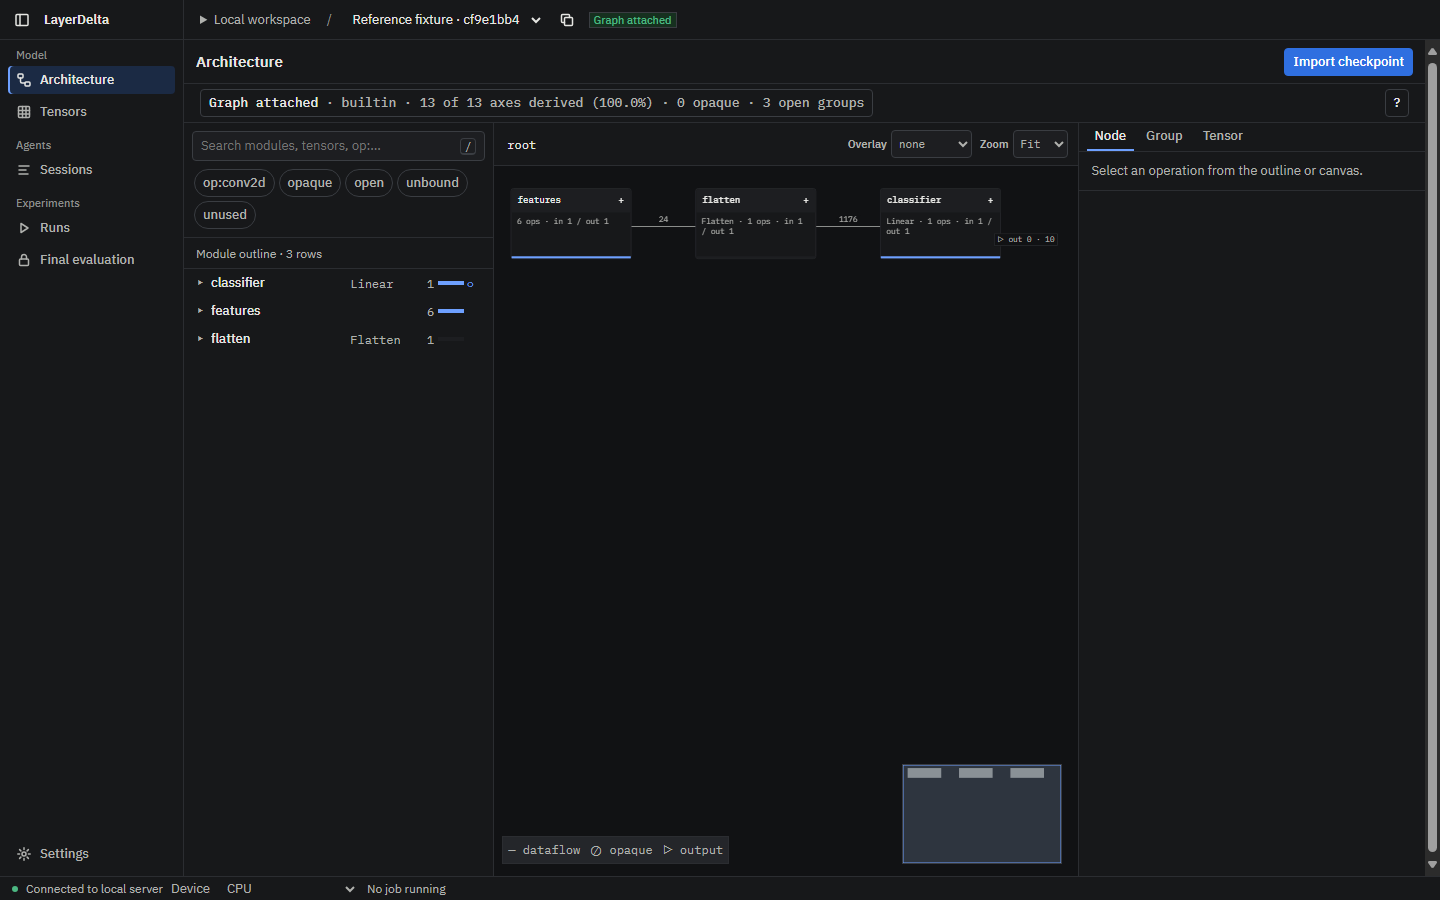 LayerDelta
Local workspace / Reference fixture · cf9e1bb4 Graph attached
Model
Architecture
Tensors
Agents
Sessions
Experiments
Runs
Final evaluation
Settings
Architecture
Import checkpoint
Graph attached · builtin · 13 of 13 axes derived (100.0%) · 0 opaque · 3 open groups
?
Search modules, tensors, op:... /
op:conv2d opaque open unbound
unused
Module outline · 3 rows
classifier Linear 1
features 6
flatten Flatten 1
root
Overlay none Zoom Fit
features +
6 ops · in 1 / out 1
24
flatten +
Flatten · 1 ops · in 1
/ out 1
1176
classifier +
Linear · 1 ops · in 1 /
out 1
out 0 · 10
— dataflow opaque output
Node Group Tensor
Select an operation from the outline or canvas.
Connected to local server Device CPU No job running